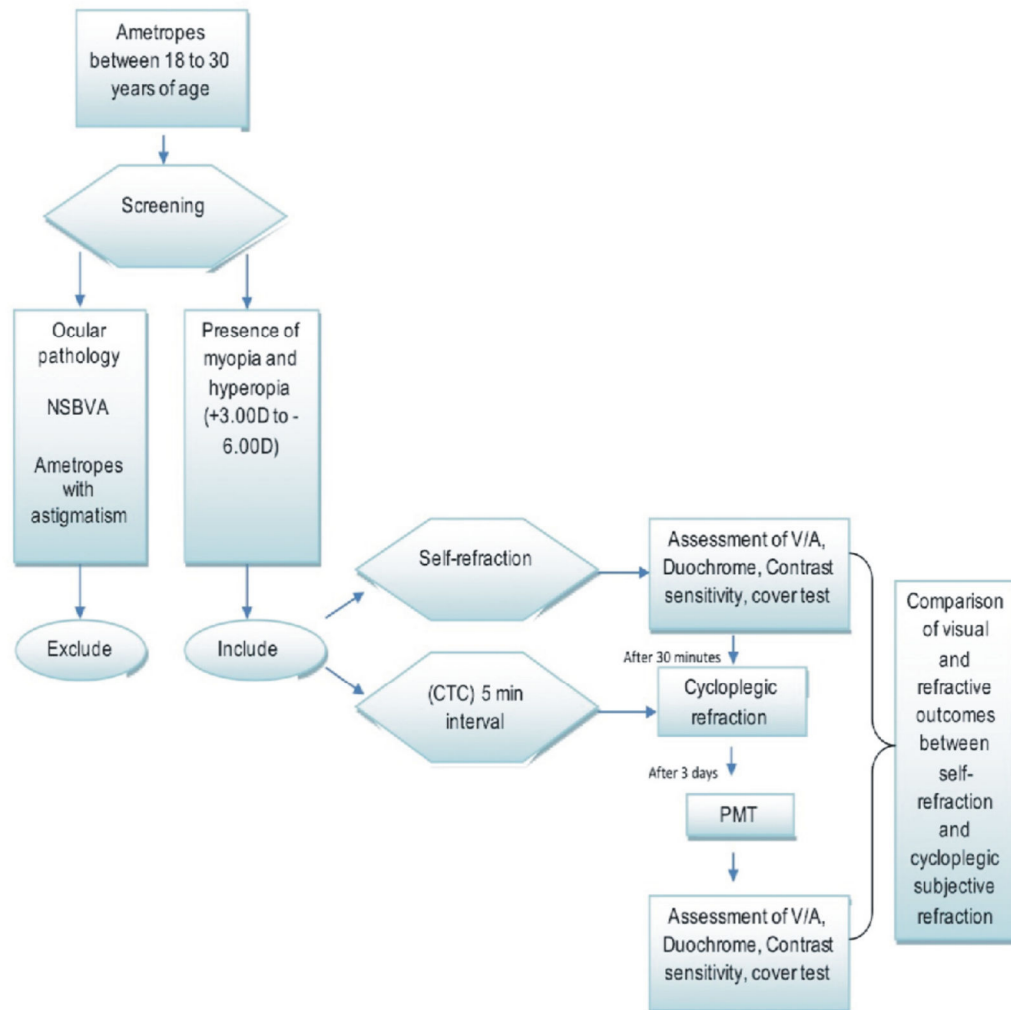 Ametropes
between 18 to 30
years of age
Screening
Ocular
pathology
NSBVA
Ametropes
with
astigmatism
Presence of
myopia and
hyperopia
(+3.00D to -
6.00D)
Exclude
Include
Self-refraction
(CTC) 5 min
interval
Assessment of V/A,
Duochrome, Contrast
sensitivity, cover test
After 30 minutes
Cycloplegic
refraction
After 3 days
PMT
Assessment of V/A,
Duochrome, Contrast
sensitivity, cover test
Comparison
of visual
and
refractive
outcomes
between
self-
refraction
and
cycloplegic
subjective
refraction